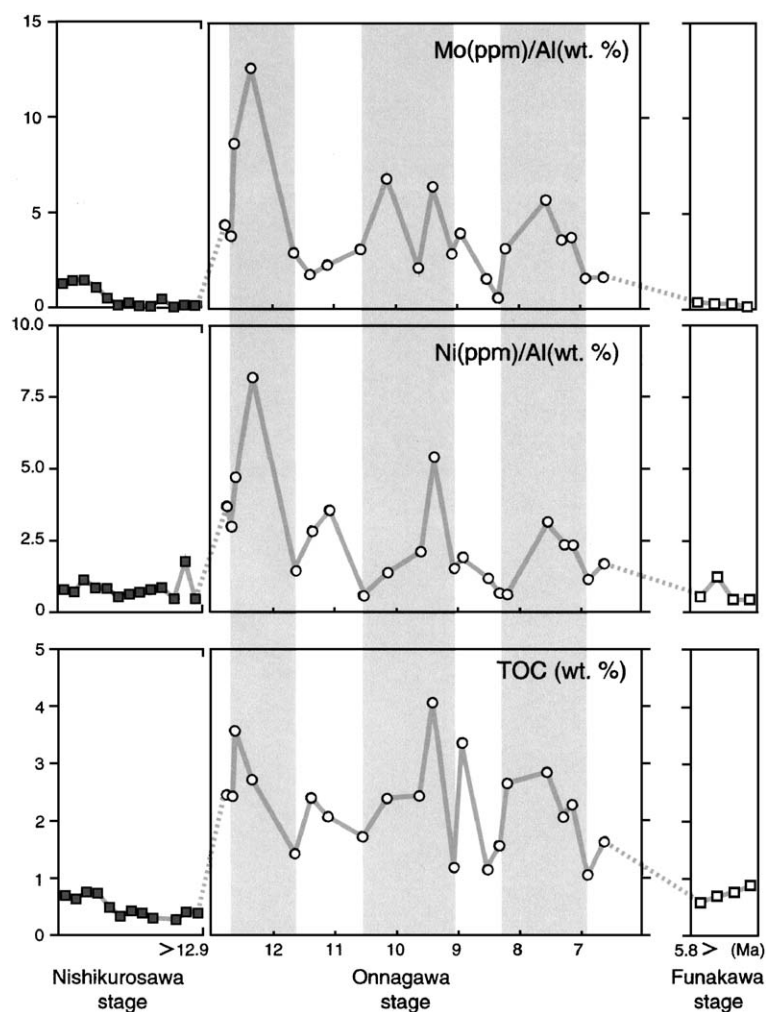 15
10
5
0
Mo(ppm)/Al(wt. %)
10.0
7.5
5.0
2.5
0
Ni(ppm)/Al(wt. %)
5
4
3
2
1
0
TOC (wt. %)
>12.9 12 11 10 9 8 7 5.8 > (Ma)
Nishikurosawa Onnagawa Funakawa
stage stage stage